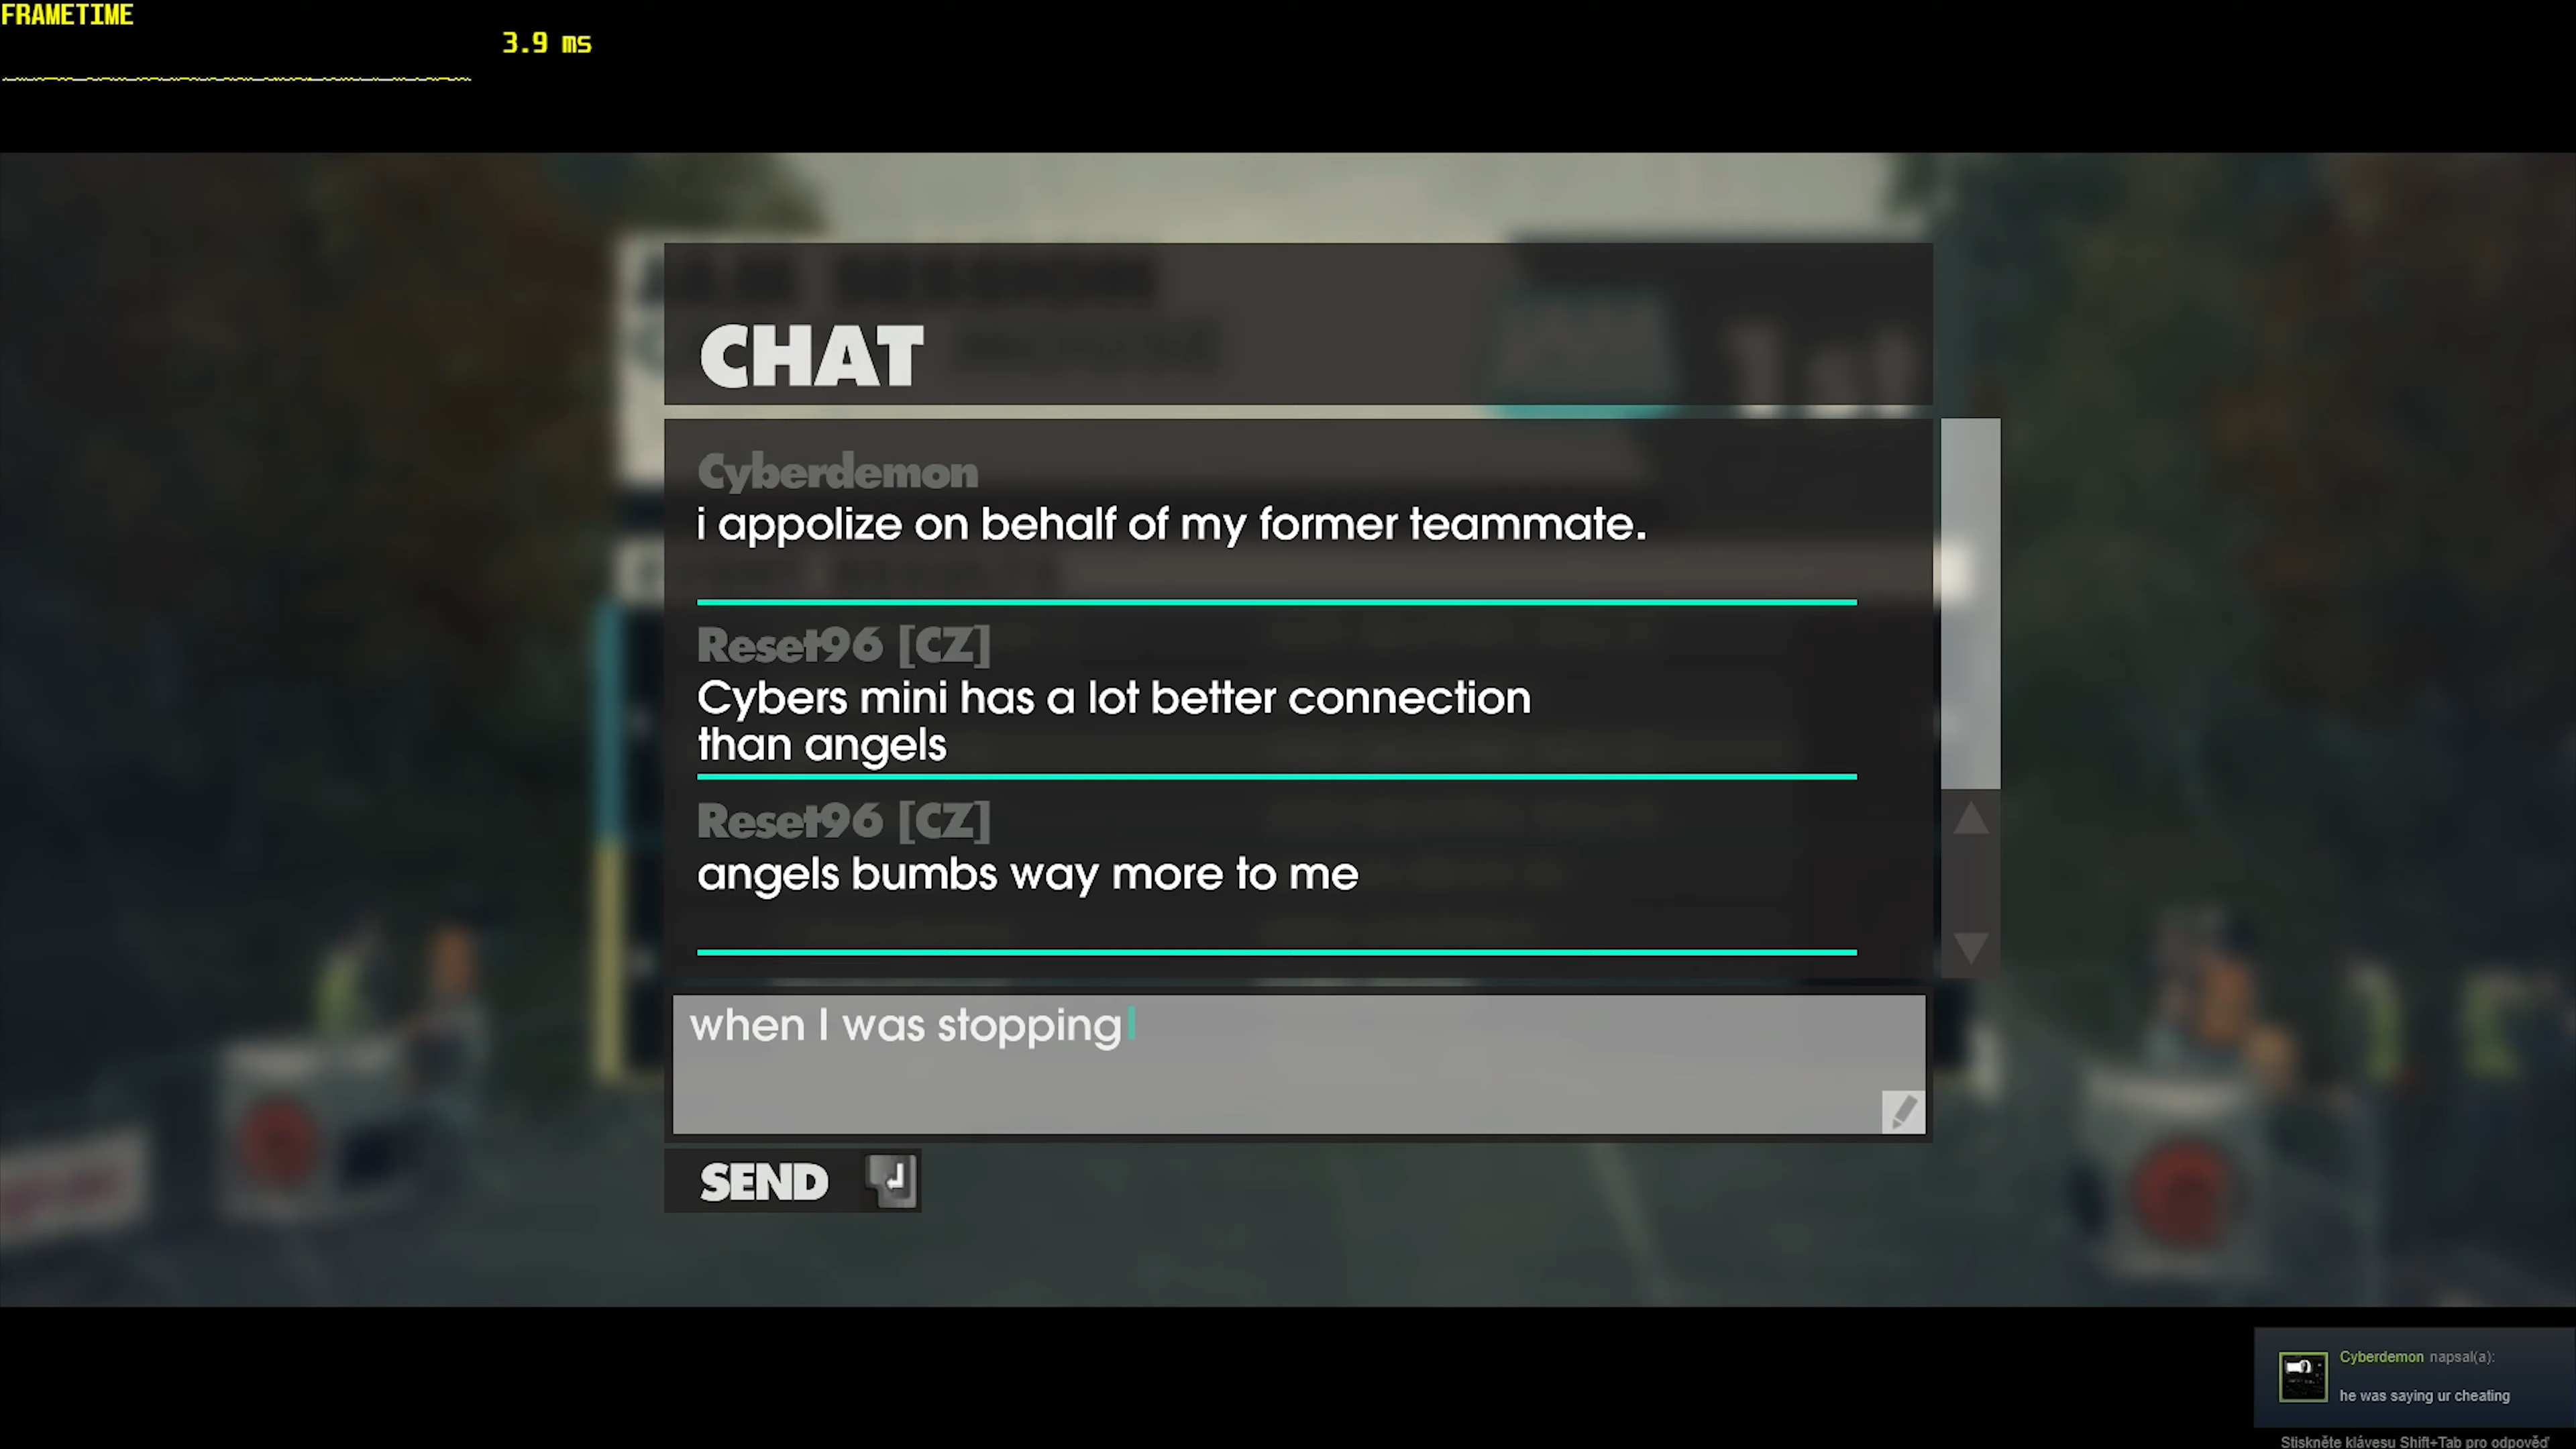 FRAMETIME
3.9 ms
1st
CHAT
Cyberdemon
i appolize on behalf of my former teammate.
Reset96 [CZ]
Cybers mini has a lot better connection
than angels
Reset96 [CZ]
angels bumbs way more to me
when I was stopping
SEND
Cyberdemon napsal(a):
he was saying ur cheating
Stiskněte klávesu Shift+Tab pro odpověď